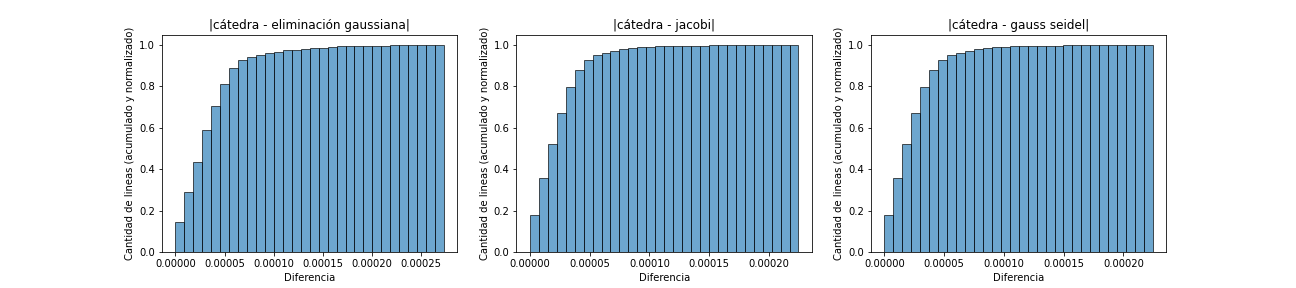 |cátedra - eliminación gaussiana|
Cantidad de lineas (acumulado y normalizado)
1.0
0.8
0.6
0.4
0.2
0.0
0.00000 0.00005 0.00010 0.00015 0.00020 0.00025
Diferencia
|cátedra - jacobi|
Cantidad de lineas (acumulado y normalizado)
1.0
0.8
0.6
0.4
0.2
0.0
0.00000 0.00005 0.00010 0.00015 0.00020
Diferencia
|cátedra - gauss seidel|
Cantidad de lineas (acumulado y normalizado)
1.0
0.8
0.6
0.4
0.2
0.0
0.00000 0.00005 0.00010 0.00015 0.00020
Diferencia